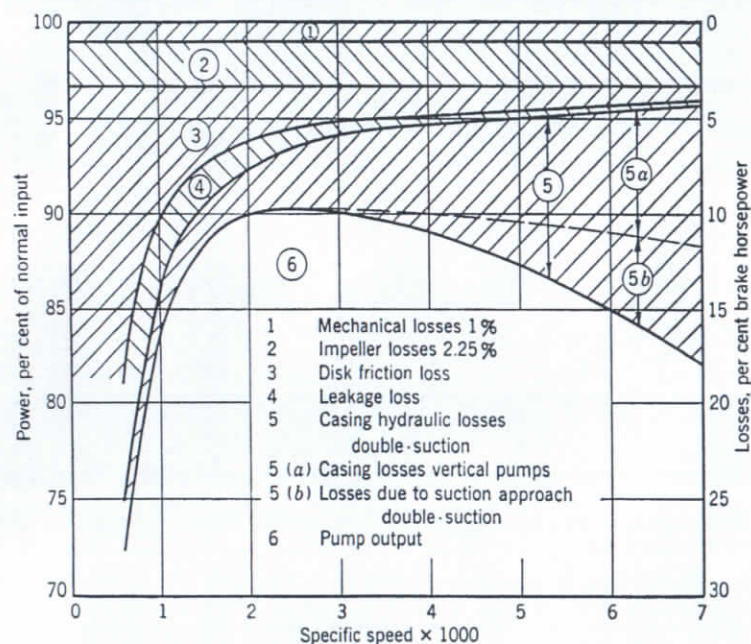 100
95
90
85
80
75
70
Power, per cent of normal input
0
5
10
15
20
25
30
Losses, per cent brake horsepower
1
2
3
4
5
5a
5b
6
1 Mechanical losses 1%
2 Impeller losses 2.25%
3 Disk friction loss
4 Leakage loss
5 Casing hydraulic losses
double-suction
5 (a) Casing losses vertical pumps
5 (b) Losses due to suction approach
double-suction
6 Pump output
0 1 2 3 4 5 6 7
Specific speed × 1000